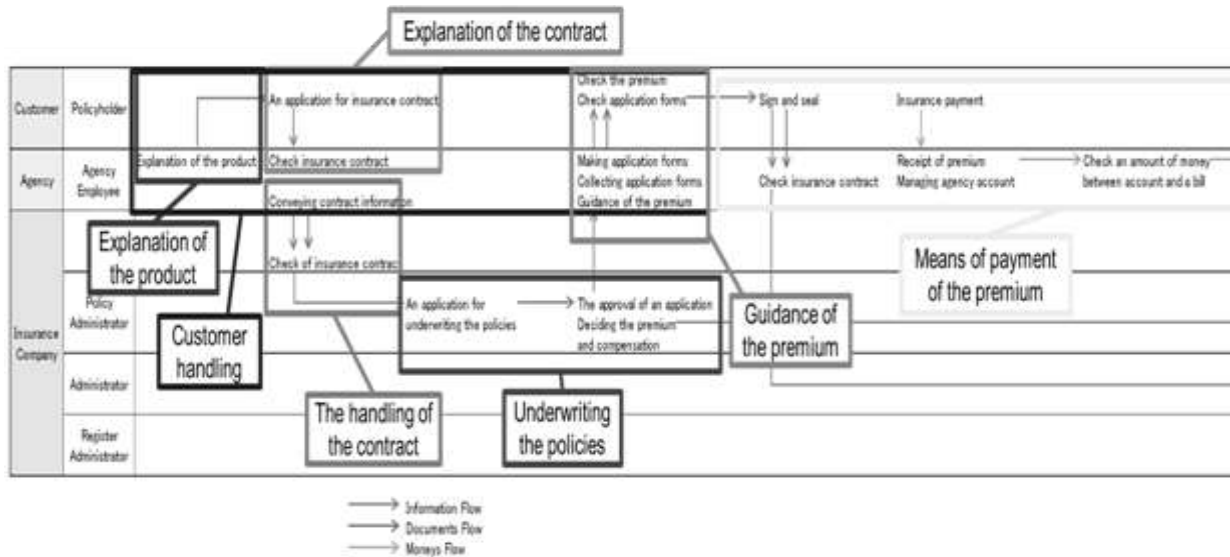 Explanation of the contract
Customer
Policyholder
An application for insurance contract
Check the premium
Check application forms
Sign and seal
Insurance payment
Agency
Agency
Employee
Explanation of the product
Check insurance contract
Conveying contract information
Making application forms
Collecting application forms
Guidance of the premium
Check insurance contract
Receipt of premium
Managing agency account
Check an amount of money
between account and a bill
Explanation of
the product
Check of insurance contract
Means of payment
of the premium
Insurance
Company
Policy
Administrator
An application for
underwriting the policies
The approval of an application
Deciding the premium
and compensation
Guidance of
the premium
Customer
handling
Administrator
The handling of
the contract
Underwriting
the policies
Register
Administrator
Information Flow
Documents Flow
Moneys Flow